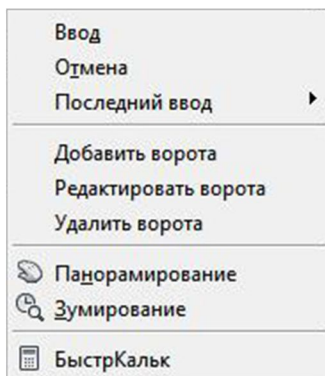 Ввод
Отмена
Последний ввод
Добавить ворота
Редактировать ворота
Удалить ворота
Панорамирование
Зумирование
БыстрКальк